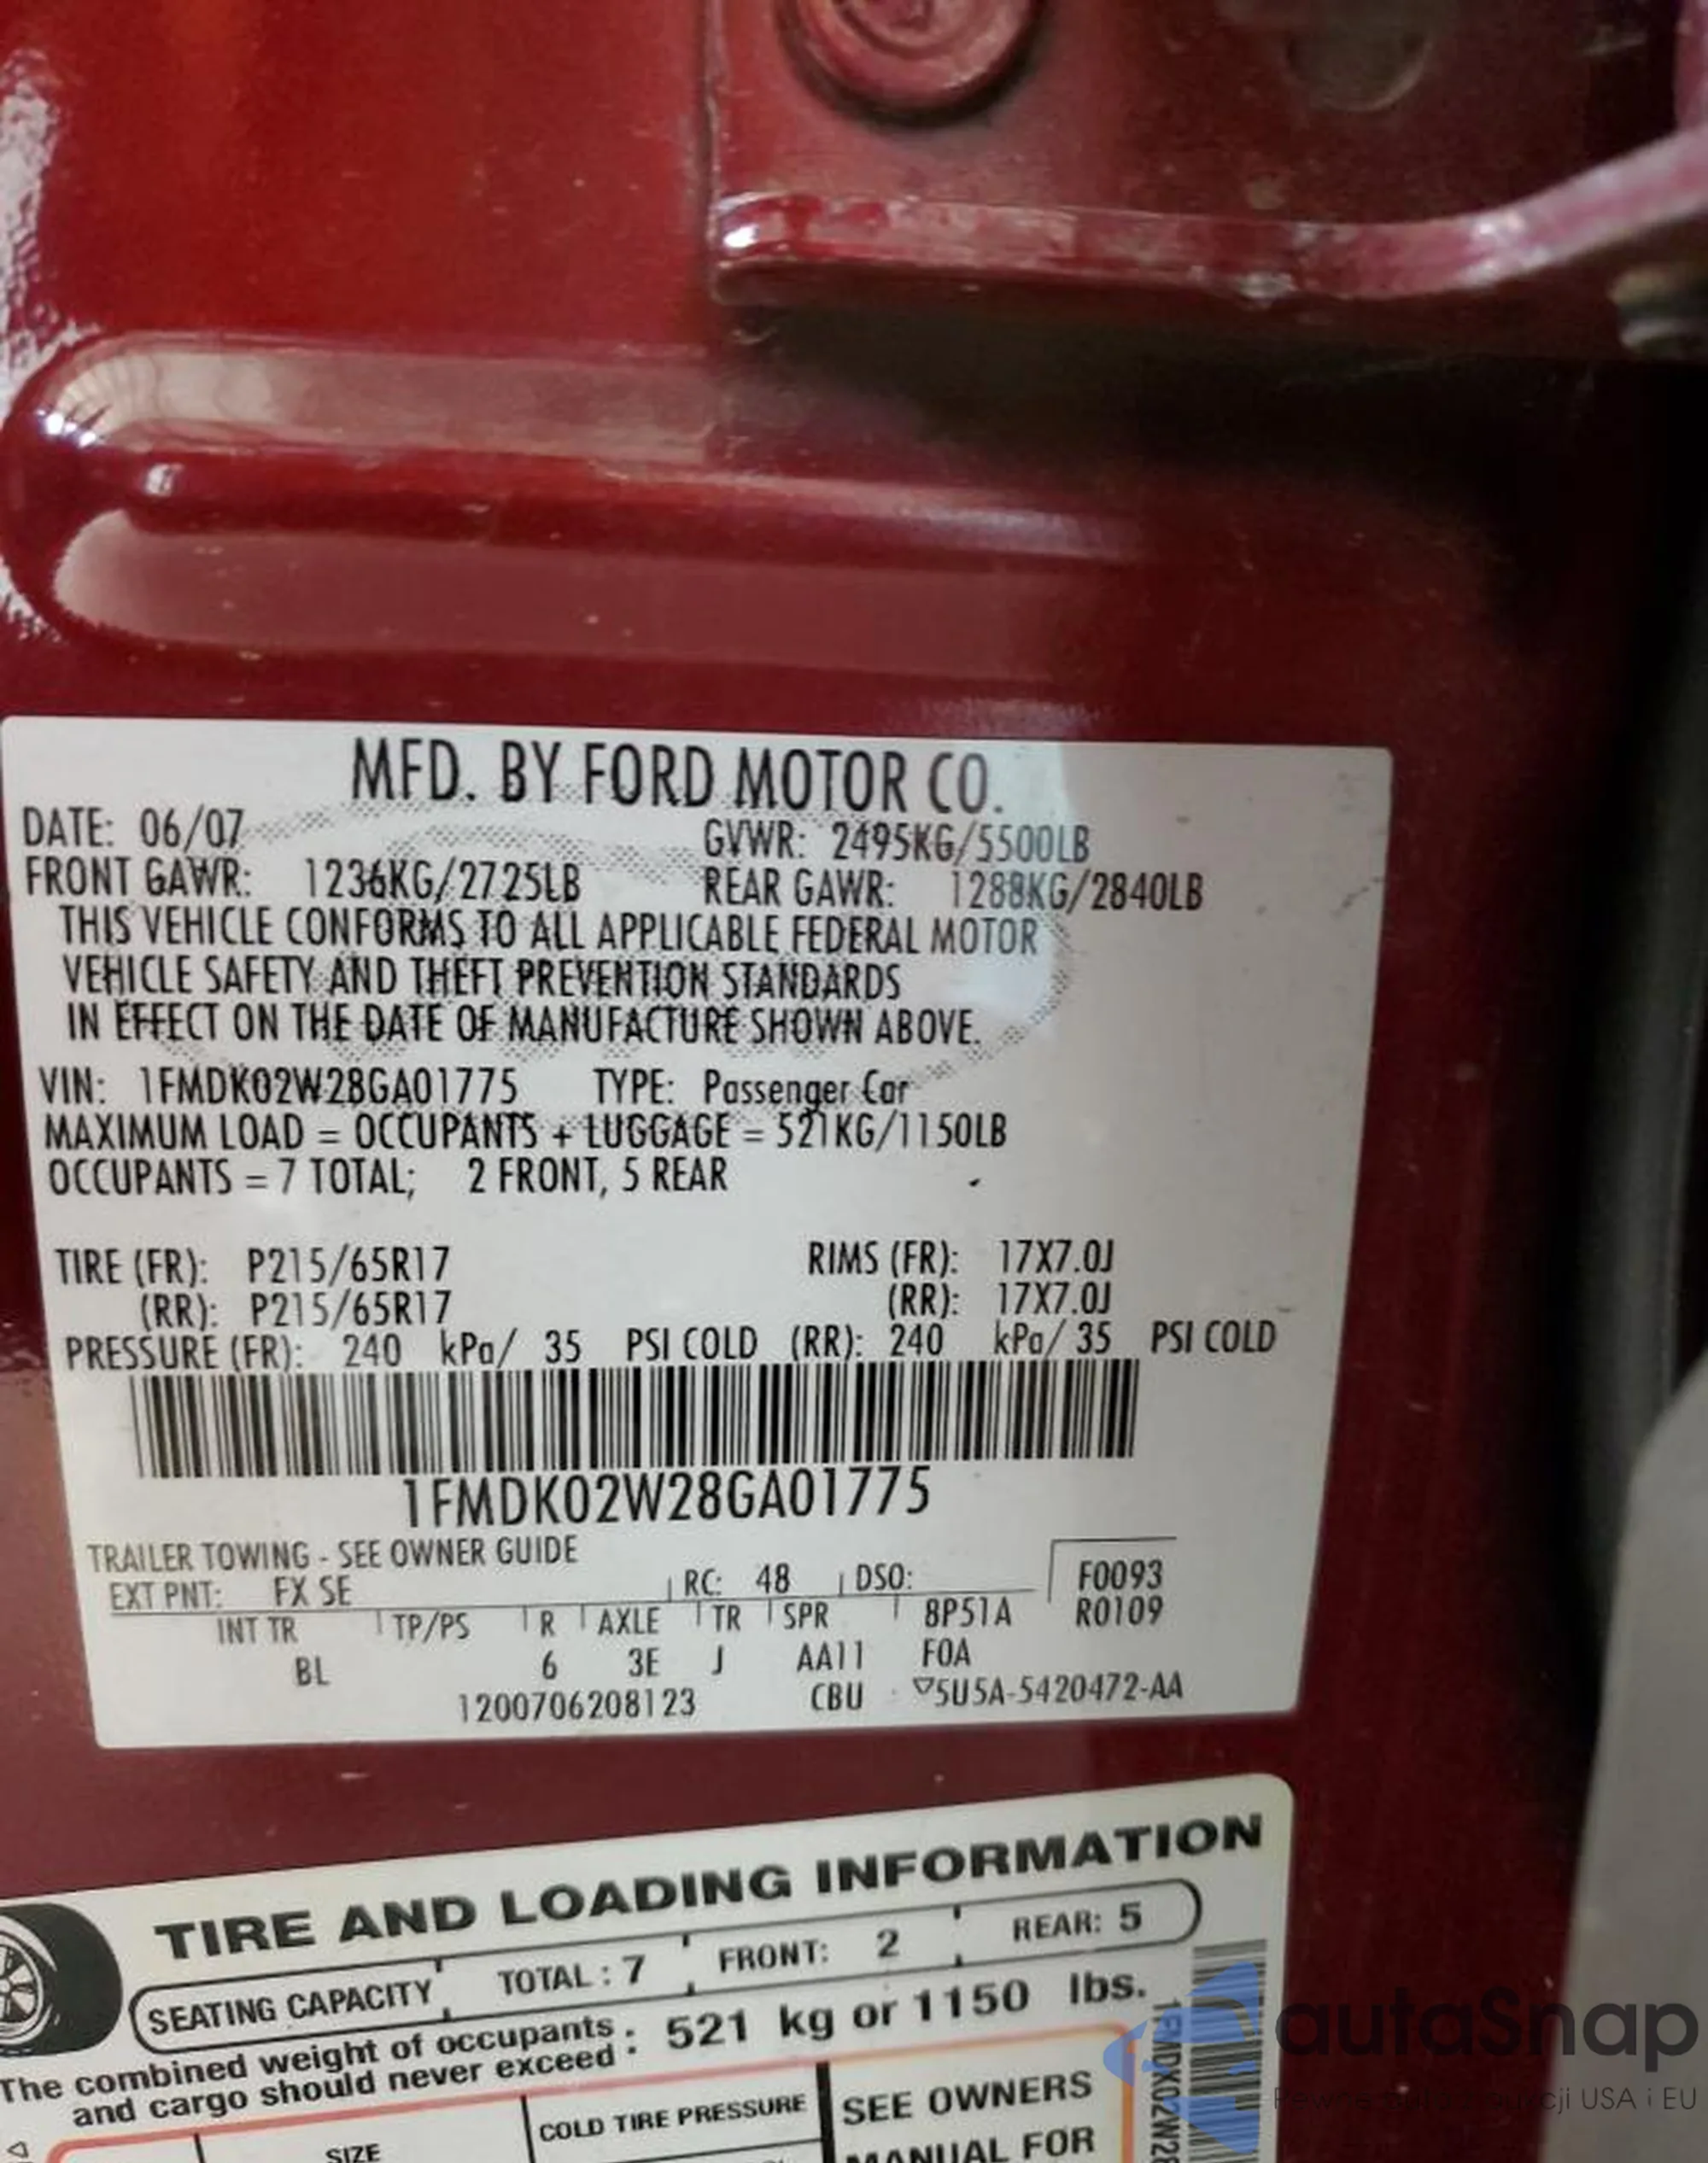 MFD. BY FORD MOTOR CO.
DATE: 06/07 GVWR: 2495KG/5500LB
FRONT GAWR: 1236KG/2725LB REAR GAWR: 1288KG/2840LB
THIS VEHICLE CONFORMS TO ALL APPLICABLE FEDERAL MOTOR
VEHICLE SAFETY AND THEFT PREVENTION STANDARDS
IN EFFECT ON THE DATE OF MANUFACTURE SHOWN ABOVE.
VIN: 1FMDK02W28GA01775 TYPE: Passenger Car
MAXIMUM LOAD = OCCUPANTS + LUGGAGE = 521KG/1150LB
OCCUPANTS = 7 TOTAL; 2 FRONT, 5 REAR
TIRE (FR): P215/65R17 RIMS (FR): 17X7.0J
(RR): P215/65R17 (RR): 17X7.0J
PRESSURE (FR): 240 kPa/ 35 PSI COLD (RR): 240 kPa/ 35 PSI COLD
1FMDK02W28GA01775
TRAILER TOWING - SEE OWNER GUIDE
EXT PNT: FX SE RC: 48 DSO: F0093
INT TR TP/PS R AXLE TR SPR 8P51A R0109
BL 6 3E J AA11 F0A
1200706208123 CBU ▽5U5A-5420472-AA
TIRE AND LOADING INFORMATION
SEATING CAPACITY TOTAL : 7 FRONT: 2 REAR: 5
The combined weight of occupants
and cargo should never exceed : 521 kg or 1150 lbs.
SIZE COLD TIRE PRESSURE SEE OWNERS
MANUAL FOR
autaSnap
USA i EU